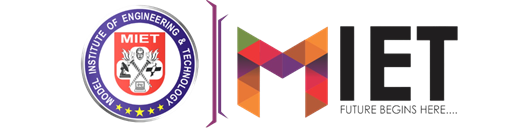 MODEL INSTITUTE OF ENGINEERING & TECHNOLOGY
MIET
MIET
FUTURE BEGINS HERE....